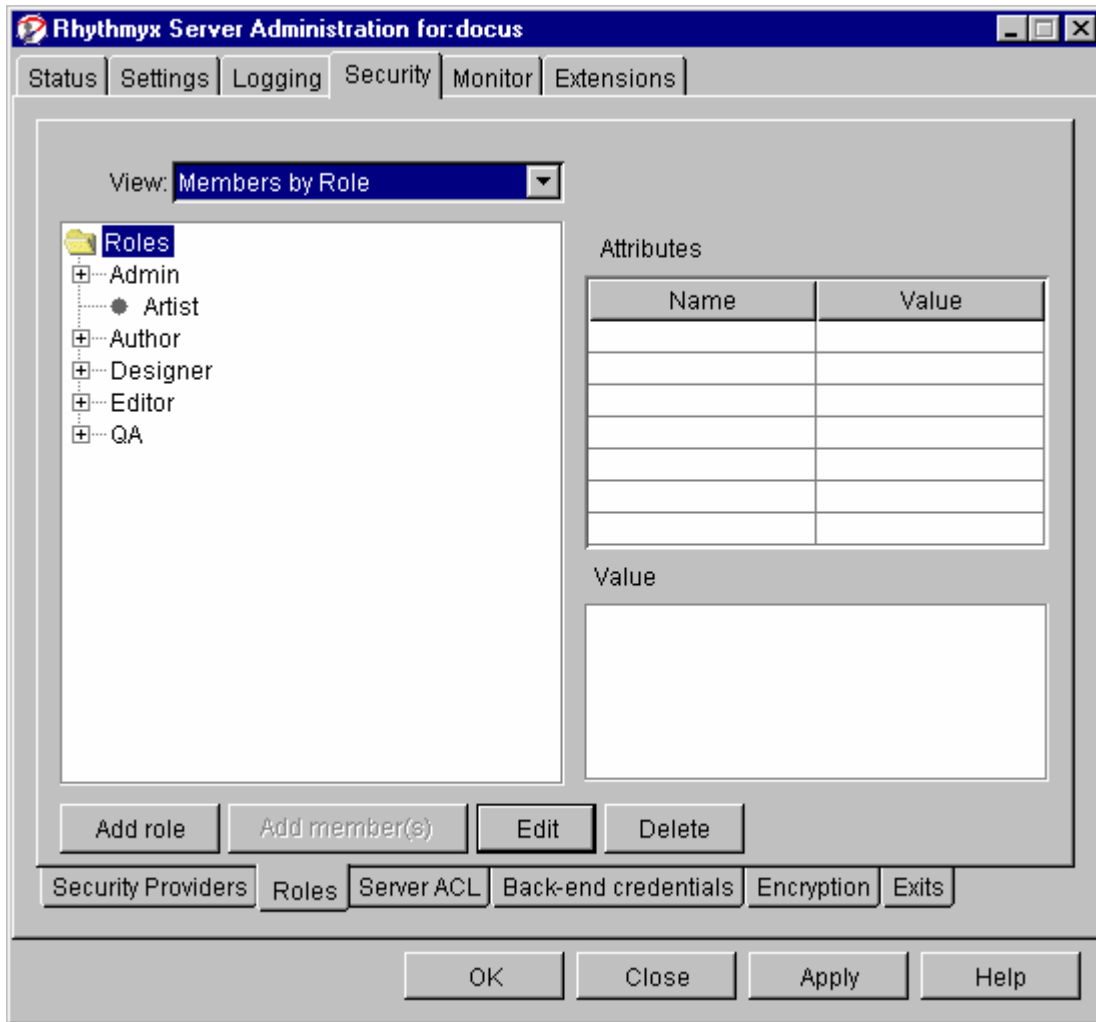 Rhythmyx Server Administration for:docus
Status Settings Logging Security Monitor Extensions
View: Members by Role
Roles
Admin
Artist
Author
Designer
Editor
QA
Attributes
Name Value
Value
Add role Add member(s) Edit Delete
Security Providers Roles Server ACL Back-end credentials Encryption Exits
OK Close Apply Help